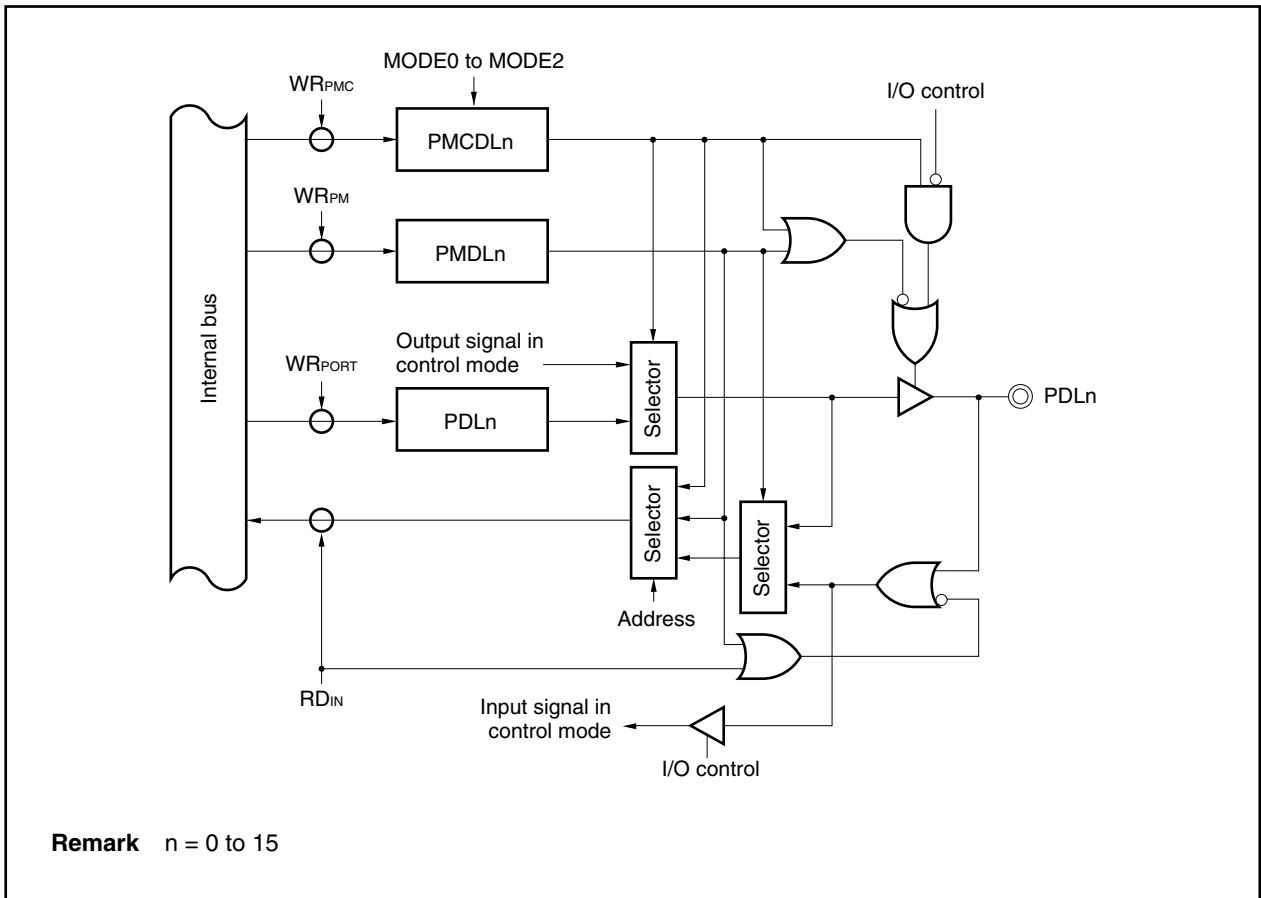 MODE0 to MODE2
WRPMC
I/O control
PMCDLn
WRPM
PMDLn
Internal bus
Output signal in
control mode
WRPORT
Selector
PDLn
PDLn
Selector
Selector
Address
RDIN
Input signal in
control mode
I/O control
Remark n = 0 to 15